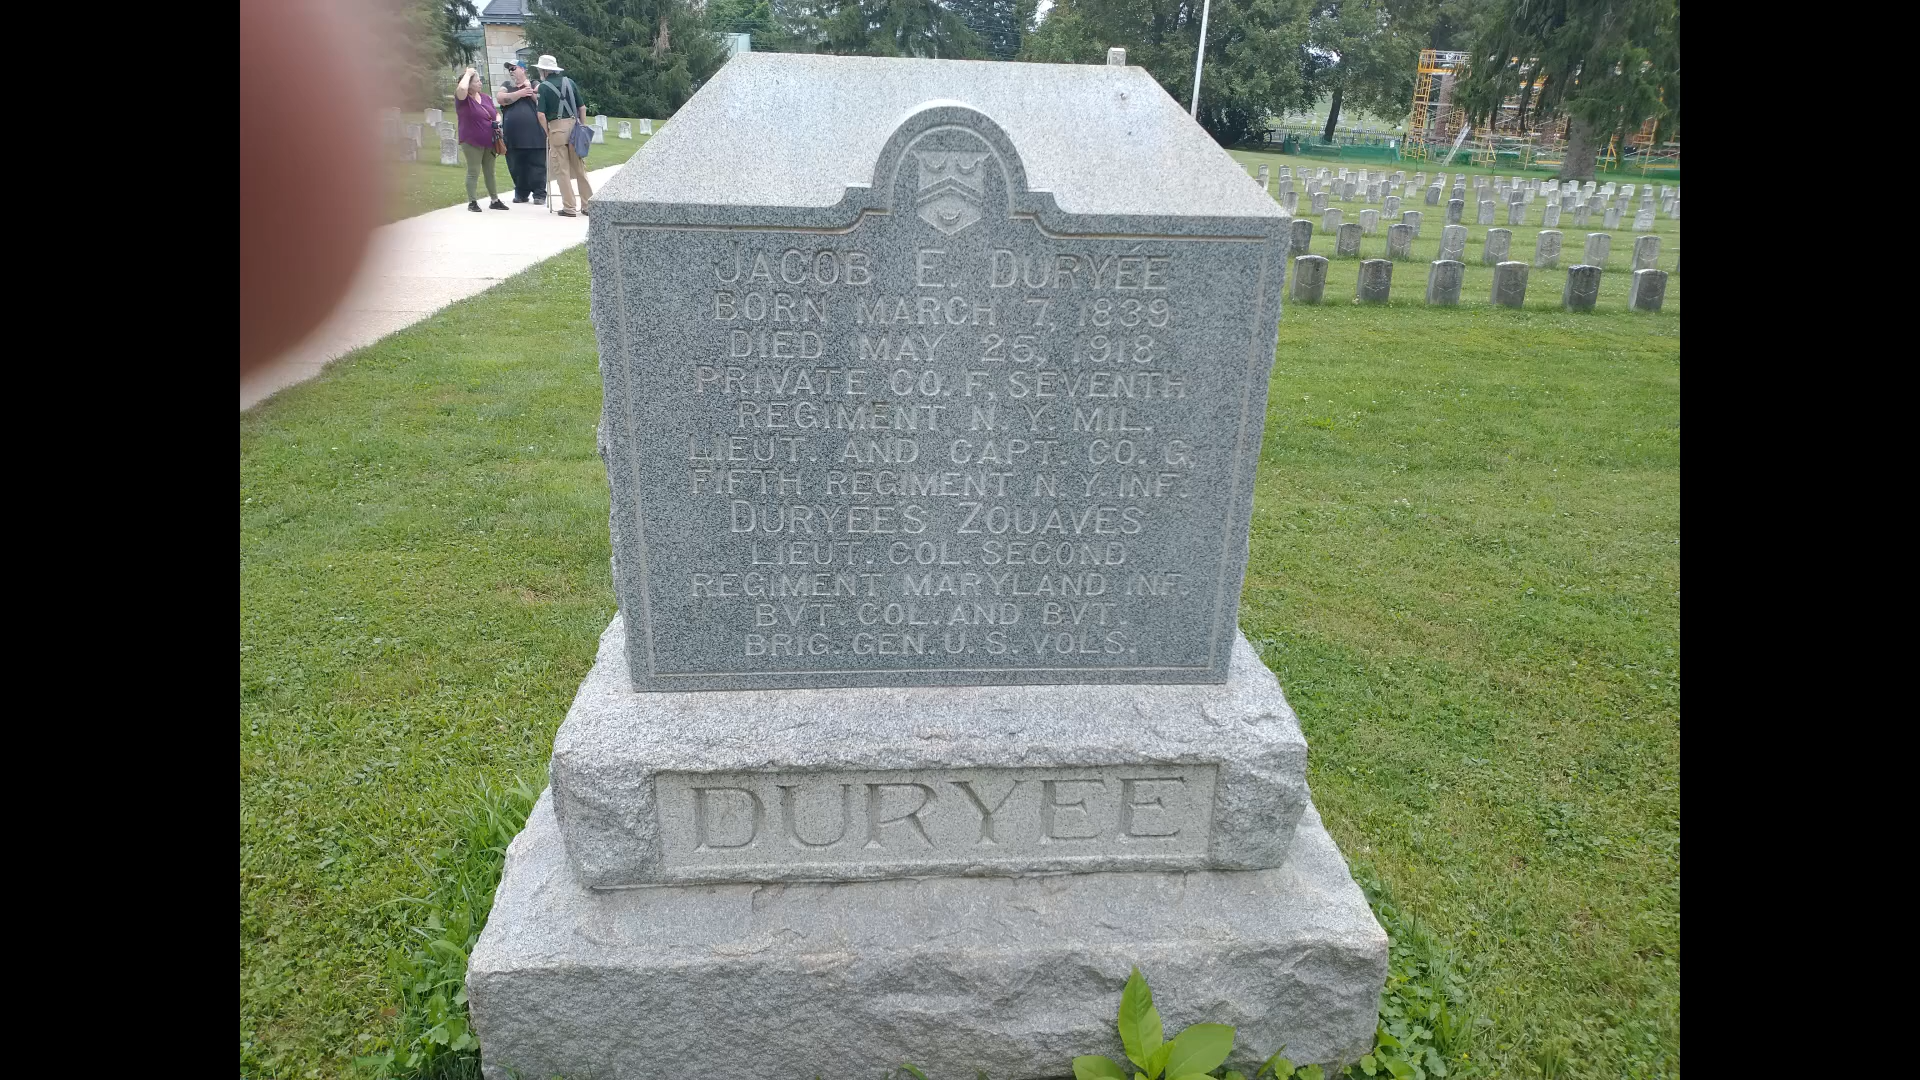 JACOB E. DURYÉE
BORN MARCH 7, 1839
DIED MAY 25, 1918
PRIVATE CO. F, SEVENTH
REGIMENT N. Y. MIL.
LIEUT. AND CAPT. CO. G,
FIFTH REGIMENT N. Y. INF.
DURYEES ZOUAVES
LIEUT. COL. SECOND
REGIMENT MARYLAND INF.
BVT. COL. AND BVT.
BRIG. GEN. U. S. VOLS.
DURYEE